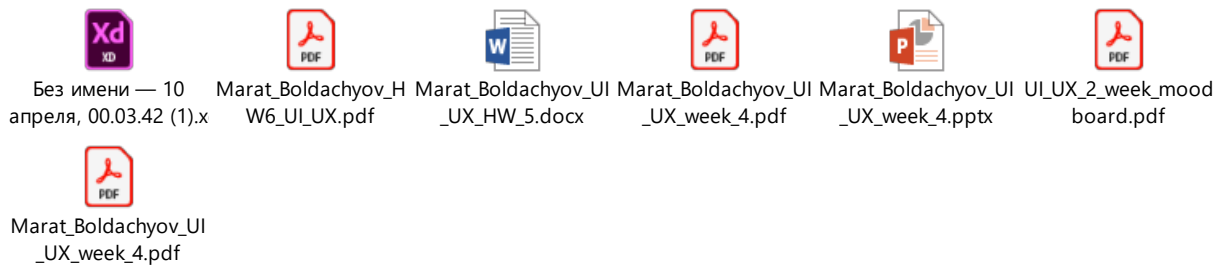 Xd
XD
PDF
W
PDF
P
PDF
Без имени — 10
апреля, 00.03.42 (1).x
Marat_Boldachyov_H
W6_UI_UX.pdf
Marat_Boldachyov_UI
_UX_HW_5.docx
Marat_Boldachyov_UI
_UX_week_4.pdf
Marat_Boldachyov_UI
_UX_week_4.pptx
UI_UX_2_week_mood
board.pdf
PDF
Marat_Boldachyov_UI
_UX_week_4.pdf